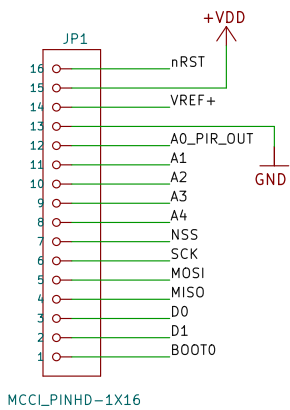 +VDD
JP1
16 nRST
15
14 VREF+
13
12 A0_PIR_OUT
11 A1
10 A2
9 A3
8 A4
7 NSS
6 SCK
5 MOSI
4 MISO
3 D0
2 D1
1 BOOT0
GND
MCCI_PINHD-1X16